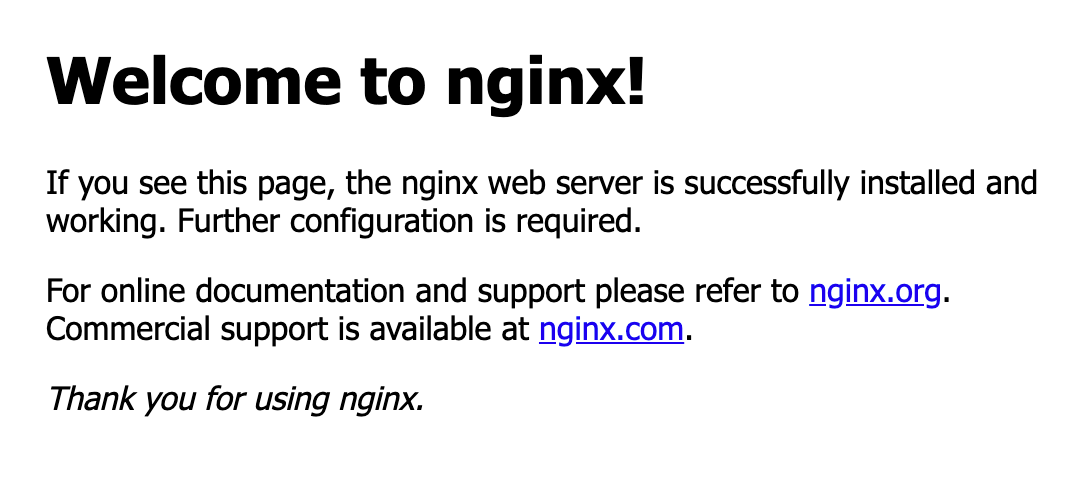 Welcome to nginx!
If you see this page, the nginx web server is successfully installed and
working. Further configuration is required.
For online documentation and support please refer to nginx.org.
Commercial support is available at nginx.com.
Thank you for using nginx.